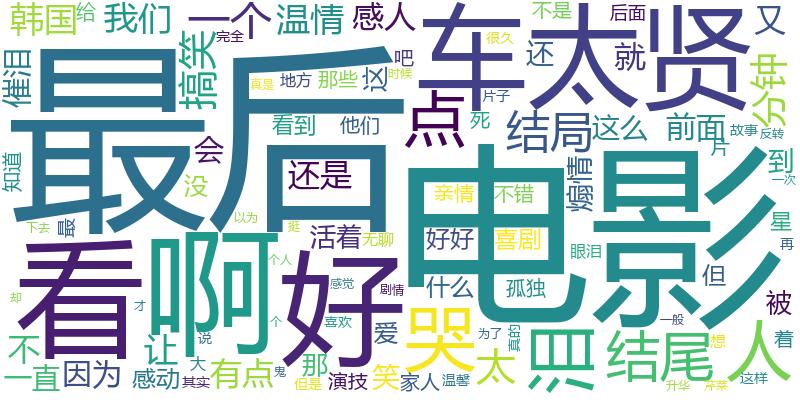 韩国
给
我们
一个
温情
感人
车
太
贤
不是
后面
又
完全
搞笑
催泪
最后
真是
地方
那些
这
吧
时候
很久
还
就
分钟
点
片子
看到
他们
死
结局
这么
前面
故事
反转
片
知道
会
没
还是
亲情
不错
煽情
电影
到
一次
下去
最
以为
挺
活着
无聊
好好
喜剧
眼泪
星
再
看
啊
好
个人
感觉
剧情
什么
孤独
但
被
却
才
个
喜欢
爱
哭
为了
真的
泪
一般
想
着
不
让
说
那
结尾
人
一直
因为
感动
大
其实
有点
鬼
但是
演技
笑
家人
温馨
太
升华
芹菜
这样